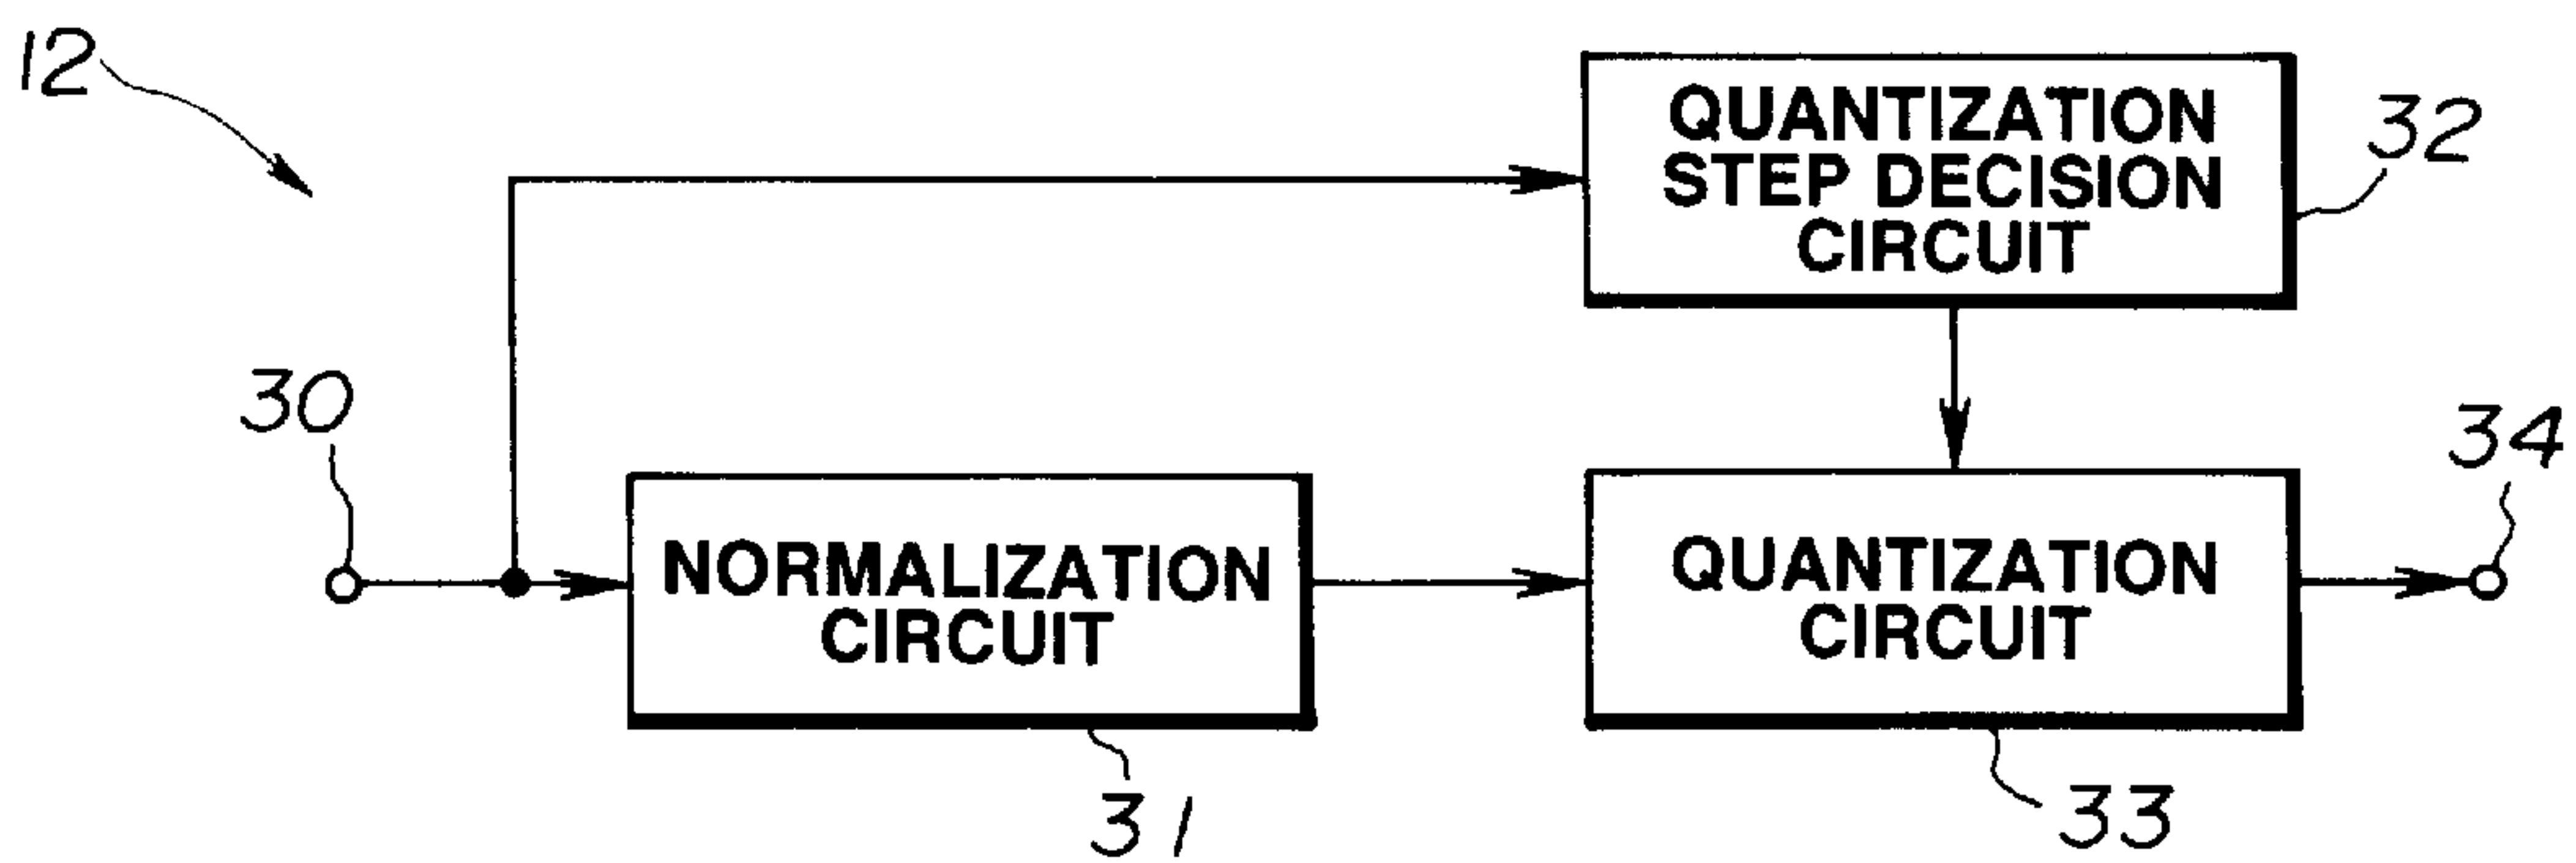 12
QUANTIZATION
STEP DECISION
CIRCUIT
32
30
34
NORMALIZATION
CIRCUIT
QUANTIZATION
CIRCUIT
31
33